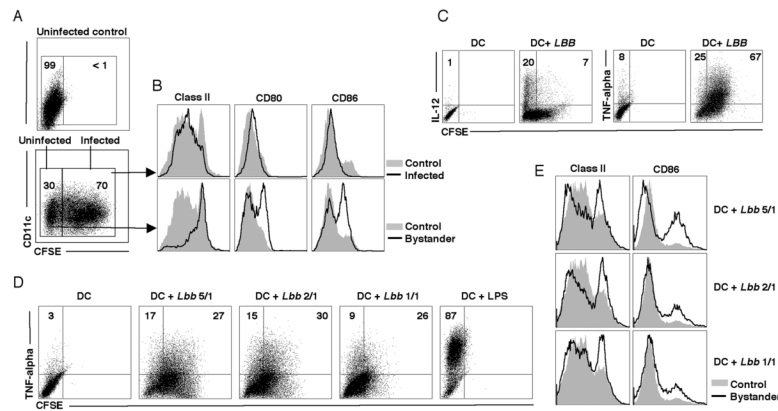 A
Uninfected control
99
< 1
Uninfected
Infected
30
70
CD11c
CFSE
B
Class II
CD80
CD86
Control
Infected
Control
Bystander
C
DC
DC+ LBB
DC
DC+ LBB
1
20
7
8
25
67
IL-12
TNF-alpha
CFSE
D
DC
DC + Lbb 5/1
DC + Lbb 2/1
DC + Lbb 1/1
DC + LPS
3
17
27
15
30
9
26
87
TNF-alpha
CFSE
E
Class II
CD86
DC + Lbb 5/1
DC + Lbb 2/1
DC + Lbb 1/1
Control
Bystander